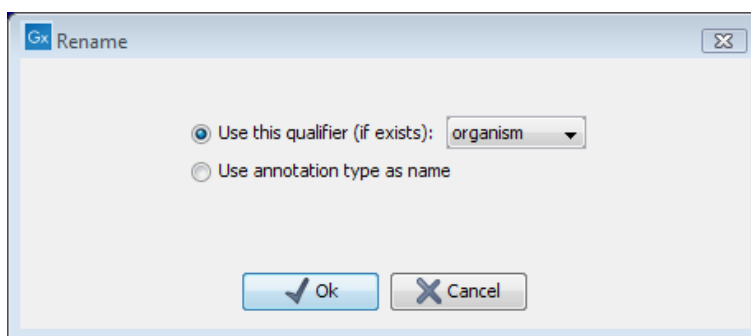 Gx Rename
Use this qualifier (if exists): organism
Use annotation type as name
Ok Cancel